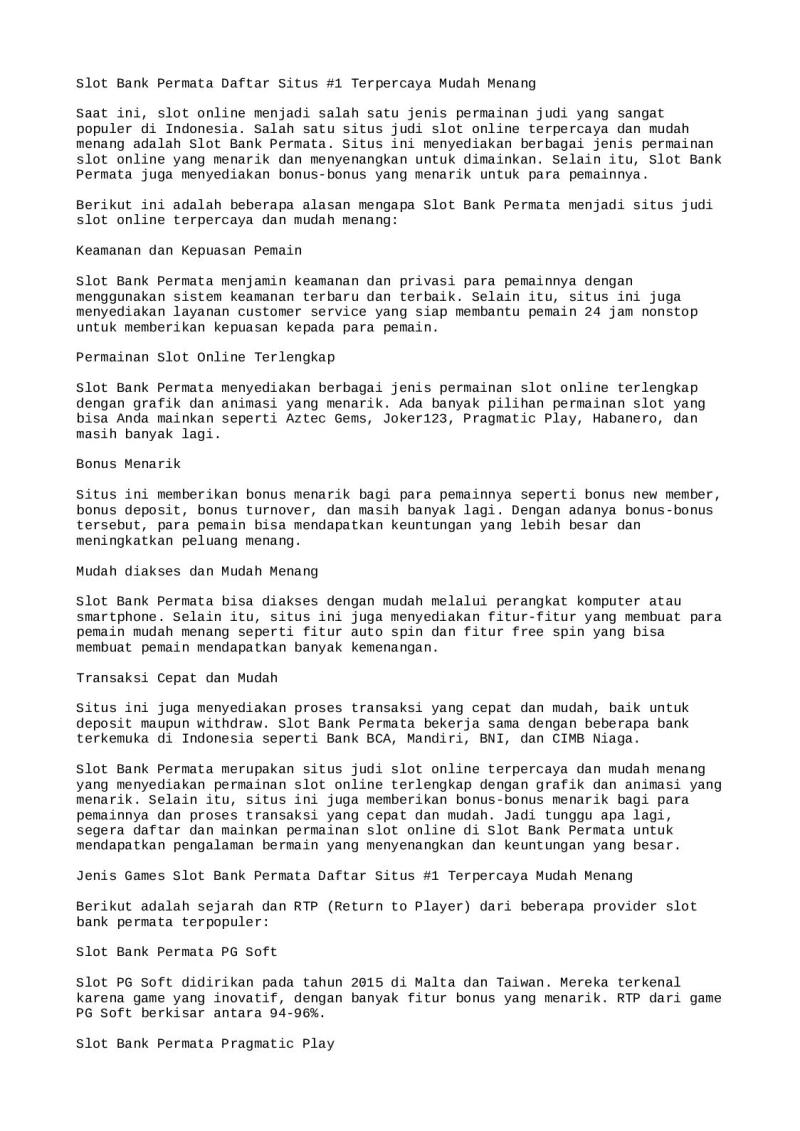 Slot Bank Permata Daftar Situs #1 Terpercaya Mudah Menang
Saat ini, slot online menjadi salah satu jenis permainan judi yang sangat
populer di Indonesia. Salah satu situs judi slot online terpercaya dan mudah
menang adalah Slot Bank Permata. Situs ini menyediakan berbagai jenis permainan
slot online yang menarik dan menyenangkan untuk dimainkan. Selain itu, Slot Bank
Permata juga menyediakan bonus-bonus yang menarik untuk para pemainnya.
Berikut ini adalah beberapa alasan mengapa Slot Bank Permata menjadi situs judi
slot online terpercaya dan mudah menang:
Keamanan dan Kepuasan Pemain
Slot Bank Permata menjamin keamanan dan privasi para pemainnya dengan
menggunakan sistem keamanan terbaru dan terbaik. Selain itu, situs ini juga
menyediakan layanan customer service yang siap membantu pemain 24 jam nonstop
untuk memberikan kepuasan kepada para pemain.
Permainan Slot Online Terlengkap
Slot Bank Permata menyediakan berbagai jenis permainan slot online terlengkap
dengan grafik dan animasi yang menarik. Ada banyak pilihan permainan slot yang
bisa Anda mainkan seperti Aztec Gems, Joker123, Pragmatic Play, Habanero, dan
masih banyak lagi.
Bonus Menarik
Situs ini memberikan bonus menarik bagi para pemainnya seperti bonus new member,
bonus deposit, bonus turnover, dan masih banyak lagi. Dengan adanya bonus-bonus
tersebut, para pemain bisa mendapatkan keuntungan yang lebih besar dan
meningkatkan peluang menang.
Mudah diakses dan Mudah Menang
Slot Bank Permata bisa diakses dengan mudah melalui perangkat komputer atau
smartphone. Selain itu, situs ini juga menyediakan fitur-fitur yang membuat para
pemain mudah menang seperti fitur auto spin dan fitur free spin yang bisa
membuat pemain mendapatkan banyak kemenangan.
Transaksi Cepat dan Mudah
Situs ini juga menyediakan proses transaksi yang cepat dan mudah, baik untuk
deposit maupun withdraw. Slot Bank Permata bekerja sama dengan beberapa bank
terkemuka di Indonesia seperti Bank BCA, Mandiri, BNI, dan CIMB Niaga.
Slot Bank Permata merupakan situs judi slot online terpercaya dan mudah menang
yang menyediakan permainan slot online terlengkap dengan grafik dan animasi yang
menarik. Selain itu, situs ini juga memberikan bonus-bonus menarik bagi para
pemainnya dan proses transaksi yang cepat dan mudah. Jadi tunggu apa lagi,
segera daftar dan mainkan permainan slot online di Slot Bank Permata untuk
mendapatkan pengalaman bermain yang menyenangkan dan keuntungan yang besar.
Jenis Games Slot Bank Permata Daftar Situs #1 Terpercaya Mudah Menang
Berikut adalah sejarah dan RTP (Return to Player) dari beberapa provider slot
bank permata terpopuler:
Slot Bank Permata PG Soft
Slot PG Soft didirikan pada tahun 2015 di Malta dan Taiwan. Mereka terkenal
karena game yang inovatif, dengan banyak fitur bonus yang menarik. RTP dari game
PG Soft berkisar antara 94-96%.
Slot Bank Permata Pragmatic Play